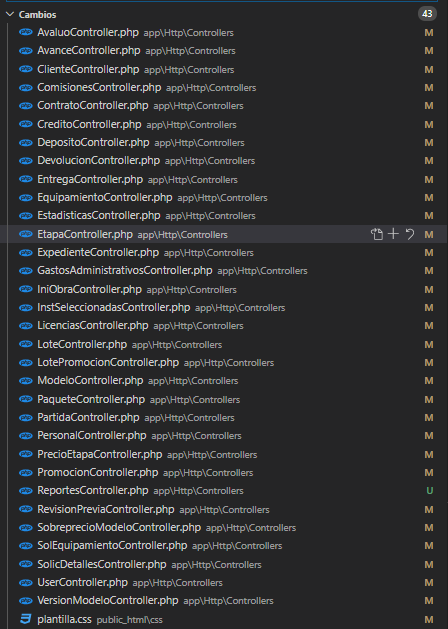 Cambios 43
AvaluoController.php app\Http\Controllers M
AvanceController.php app\Http\Controllers M
ClienteController.php app\Http\Controllers M
ComisionesController.php app\Http\Controllers M
ContratoController.php app\Http\Controllers M
CreditoController.php app\Http\Controllers M
DepositoController.php app\Http\Controllers M
DevolucionController.php app\Http\Controllers M
EntregaController.php app\Http\Controllers M
EquipamientoController.php app\Http\Controllers M
EstadisticasController.php app\Http\Controllers M
EtapaController.php app\Http\Controllers M
ExpedienteController.php app\Http\Controllers M
GastosAdministrativosController.php app\Http\Controllers M
IniObraController.php app\Http\Controllers M
InstSeleccionadasController.php app\Http\Controllers M
LicenciasController.php app\Http\Controllers M
LoteController.php app\Http\Controllers M
LotePromocionController.php app\Http\Controllers M
ModeloController.php app\Http\Controllers M
PaqueteController.php app\Http\Controllers M
PartidaController.php app\Http\Controllers M
PersonalController.php app\Http\Controllers M
PrecioEtapaController.php app\Http\Controllers M
PromocionController.php app\Http\Controllers M
ReportesController.php app\Http\Controllers U
RevisionPreviaController.php app\Http\Controllers M
SobreprecioModeloController.php app\Http\Controllers M
SolEquipamientoController.php app\Http\Controllers M
SolicDetallesController.php app\Http\Controllers M
UserController.php app\Http\Controllers M
VersionModeloController.php app\Http\Controllers M
plantilla.css public_html\css M